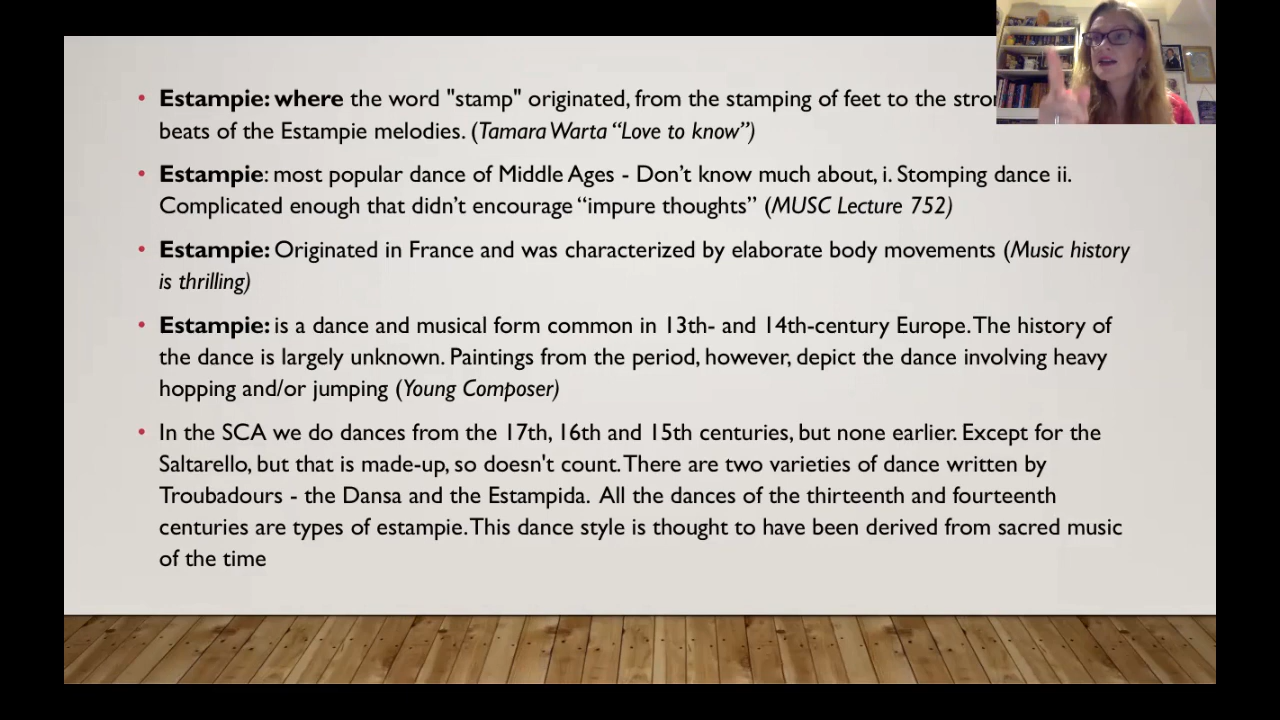 • Estampie: where the word "stamp" originated, from the stamping of feet to the
beats of the Estampie melodies. (Tamara Warta “Love to know”)
• Estampie: most popular dance of Middle Ages - Don’t know much about, i. Stomping dance ii.
Complicated enough that didn’t encourage “impure thoughts” (MUSC Lecture 752)
• Estampie: Originated in France and was characterized by elaborate body movements (Music history
is thrilling)
• Estampie: is a dance and musical form common in 13th- and 14th-century Europe. The history of
the dance is largely unknown. Paintings from the period, however, depict the dance involving heavy
hopping and/or jumping (Young Composer)
• In the SCA we do dances from the 17th, 16th and 15th centuries, but none earlier. Except for the
Saltarello, but that is made-up, so doesn't count. There are two varieties of dance written by
Troubadours - the Dansa and the Estampida. All the dances of the thirteenth and fourteenth
centuries are types of estampie. This dance style is thought to have been derived from sacred music
of the time